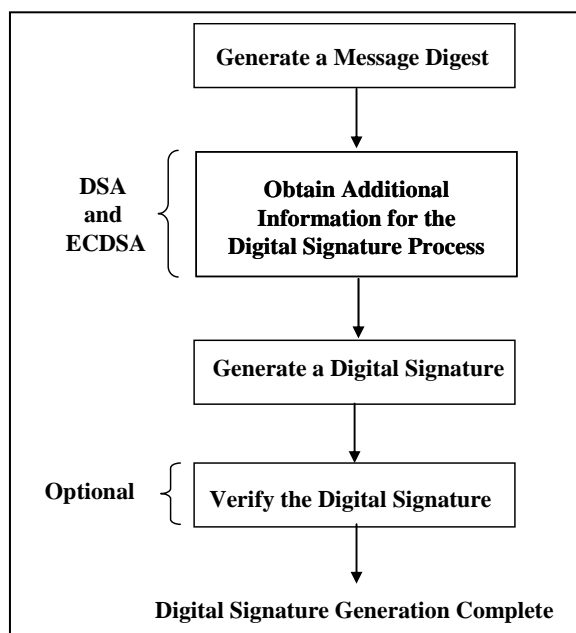 Generate a Message Digest
DSA
and
ECDSA
Obtain Additional
Information for the
Digital Signature Process
Generate a Digital Signature
Optional
Verify the Digital Signature
Digital Signature Generation Complete